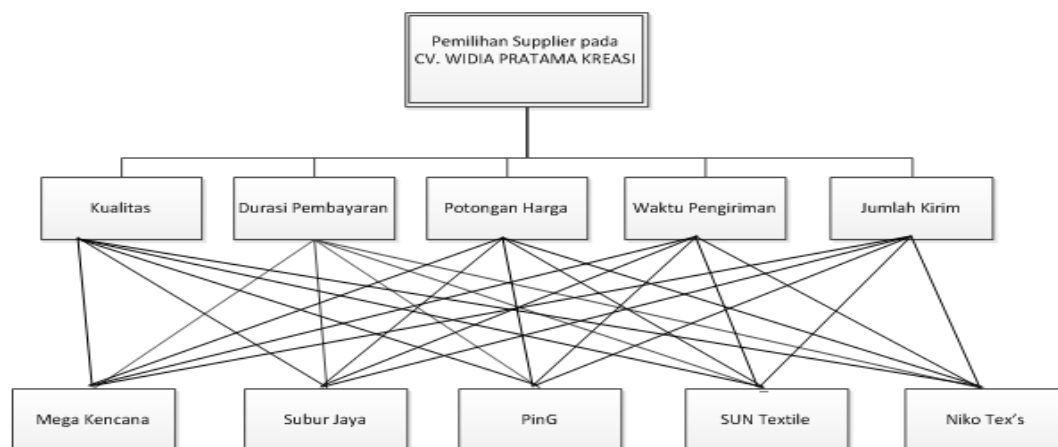 Pemilihan Supplier pada
CV. WIDIA PRATAMA KREASI
Kualitas
Durasi Pembayaran
Potongan Harga
Waktu Pengiriman
Jumlah Kirim
Mega Kencana
Subur Jaya
PinG
SUN Textile
Niko Tex's